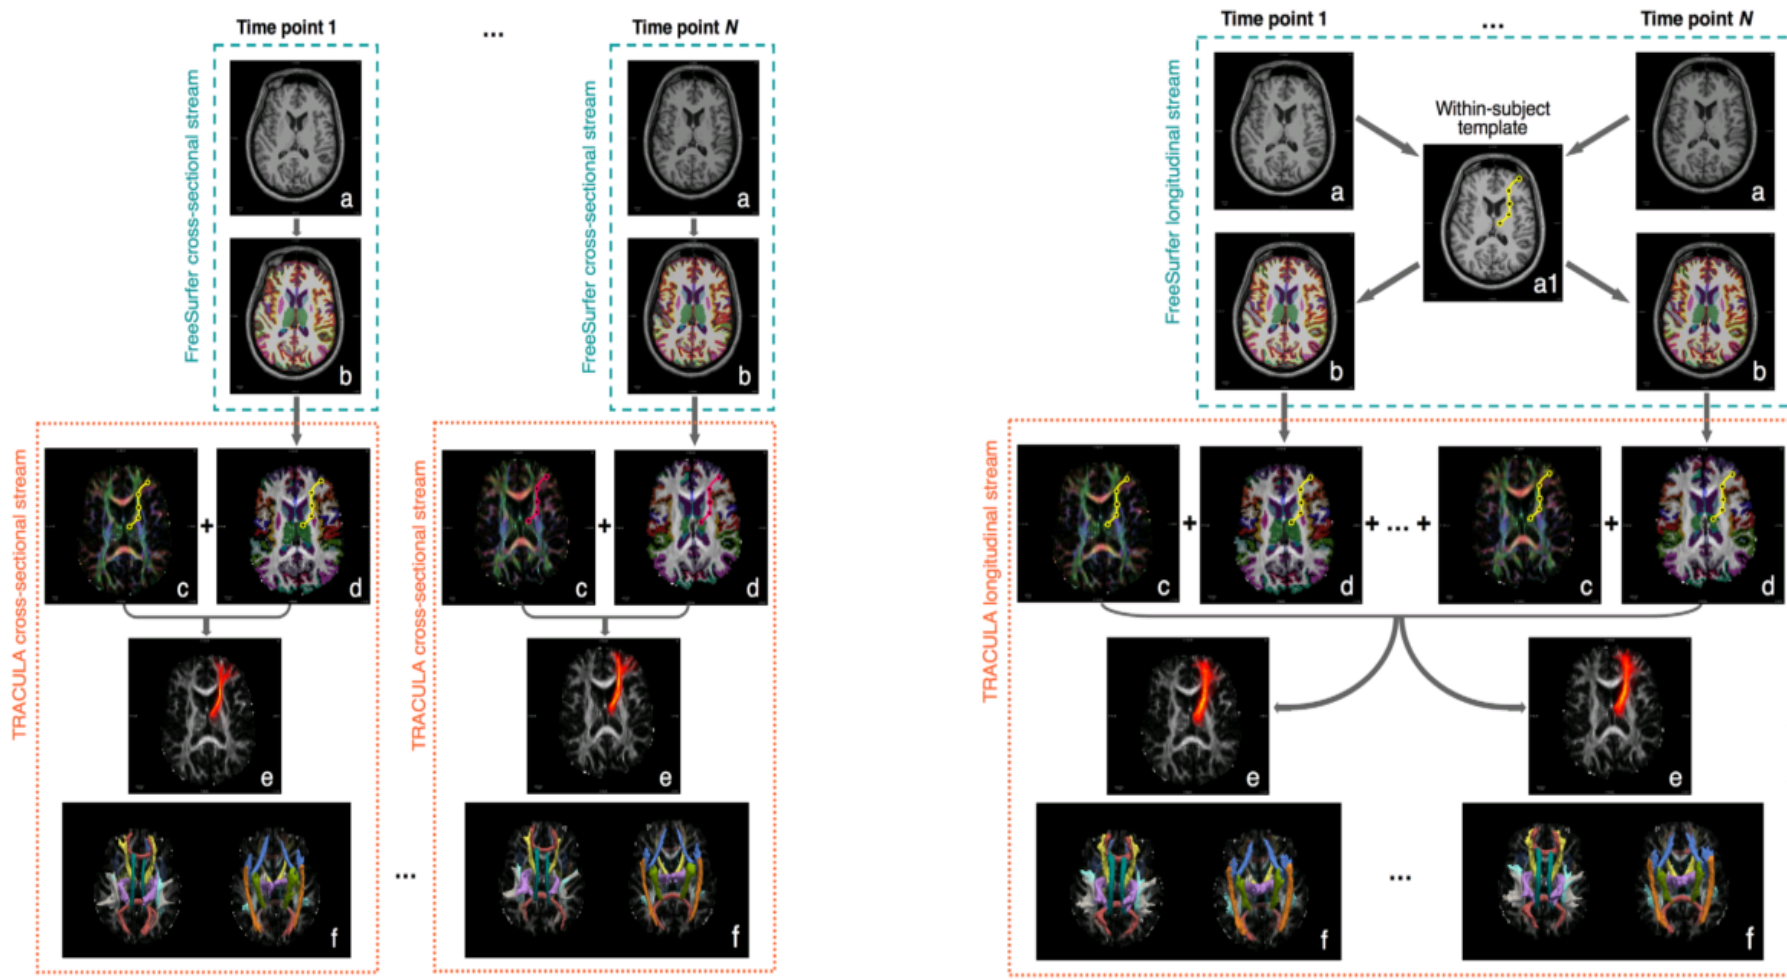 Time point 1
...
Time point N
FreeSurfer cross-sectional stream
a
b
FreeSurfer cross-sectional stream
a
b
TRACULA cross-sectional stream
c
+
d
e
f
...
TRACULA cross-sectional stream
c
+
d
e
f
Time point 1
...
Time point N
FreeSurfer longitudinal stream
a
Within-subject
template
a1
a
b
b
TRACULA longitudinal stream
c
+
d
+ ... +
c
+
d
e
e
f
...
f